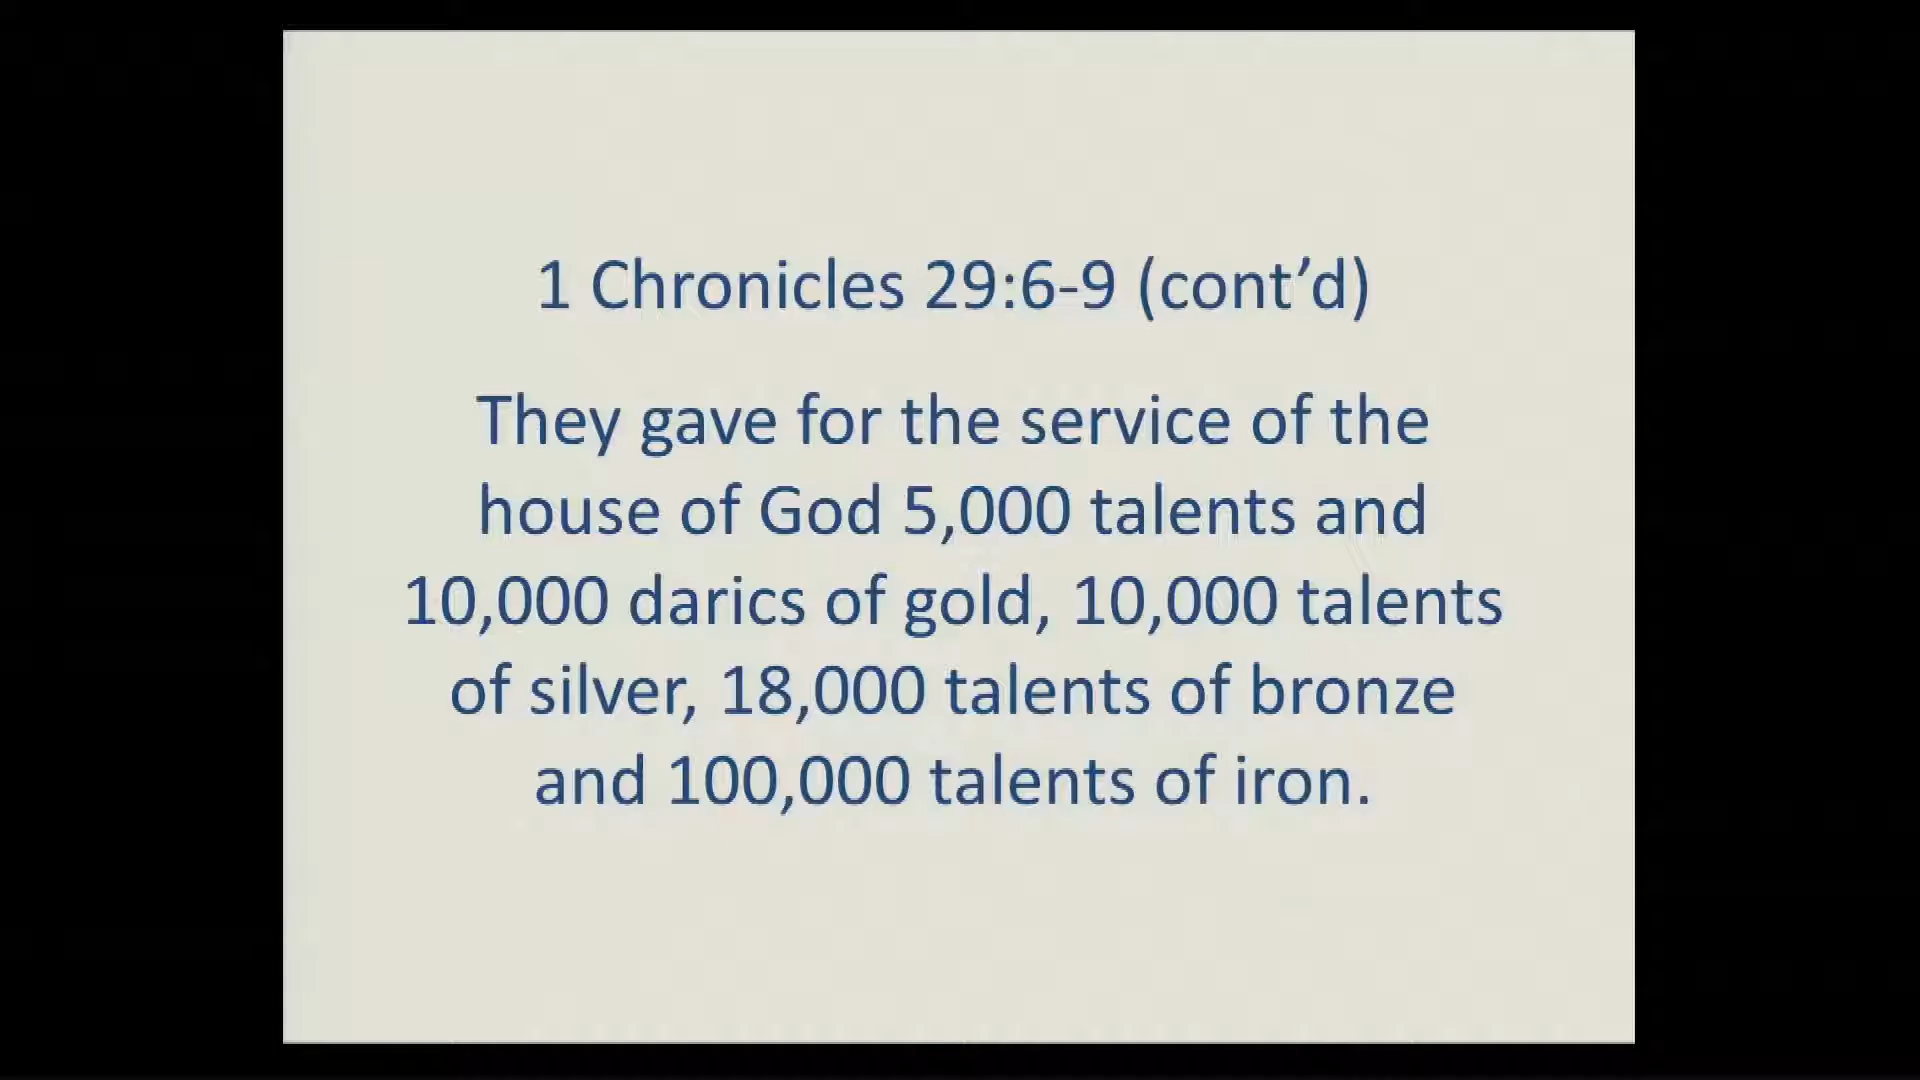 1 Chronicles 29:6-9 (cont’d)
They gave for the service of the
house of God 5,000 talents and
10,000 darics of gold, 10,000 talents
of silver, 18,000 talents of bronze
and 100,000 talents of iron.